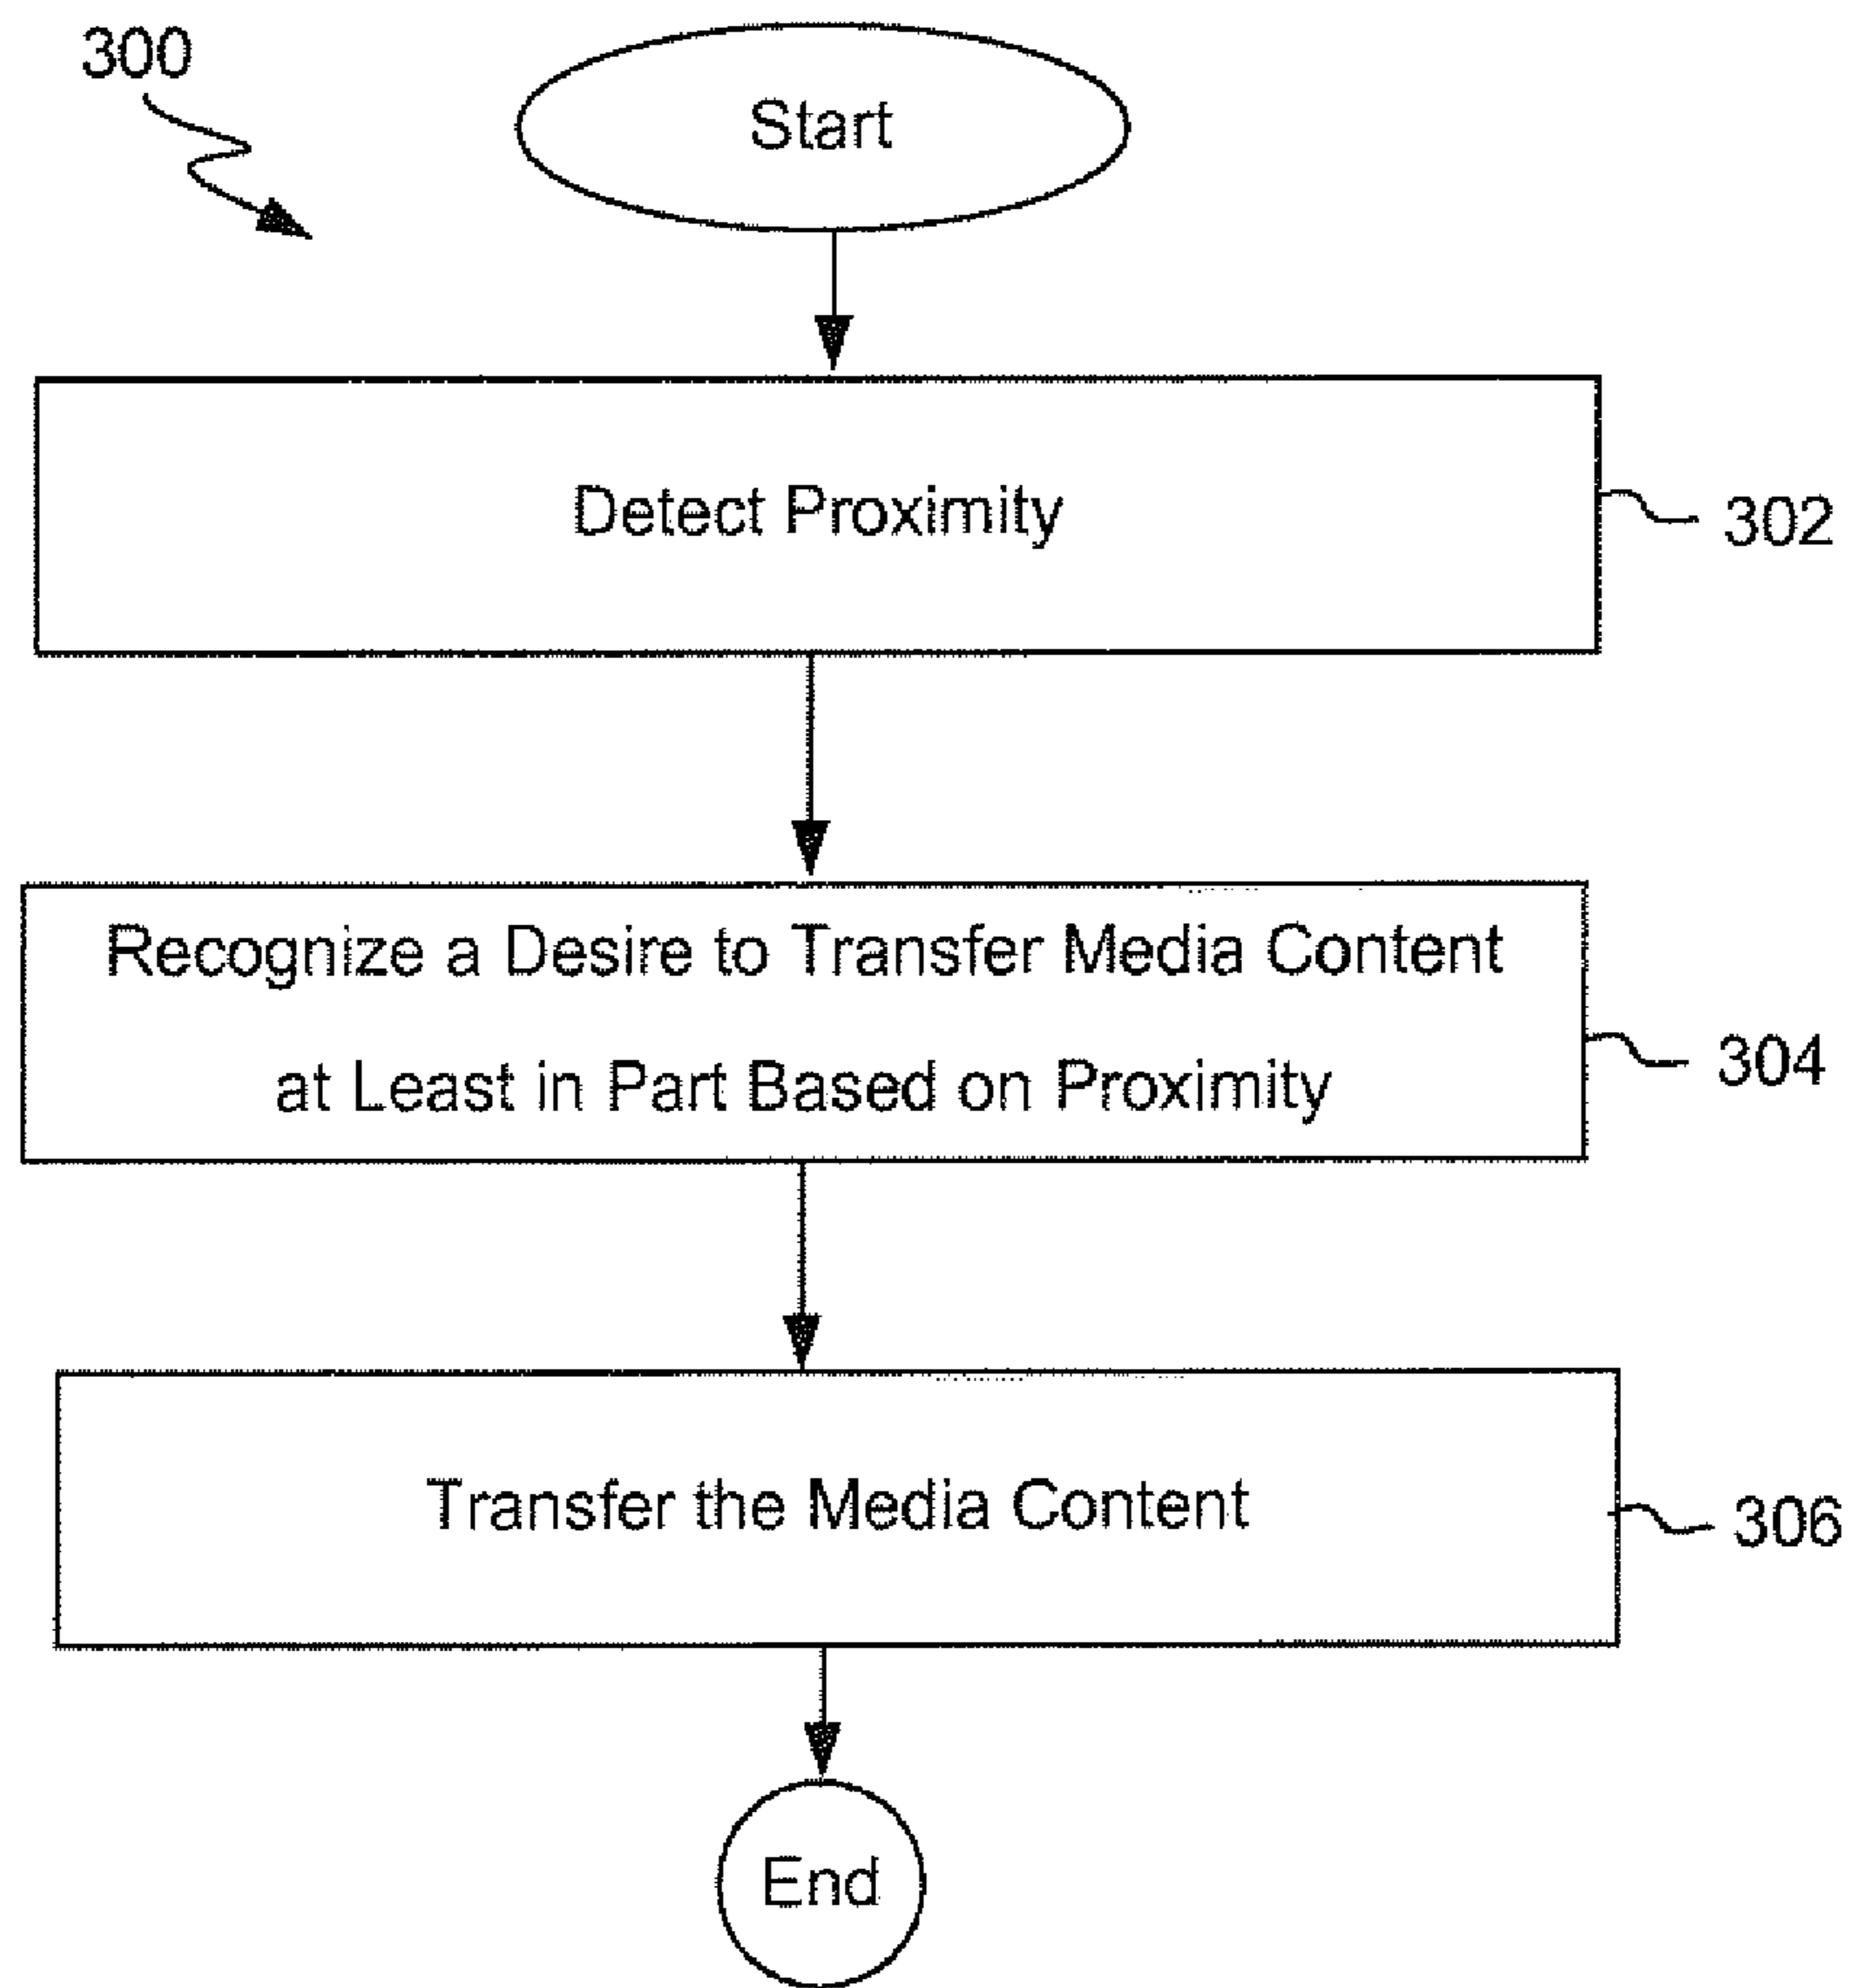 300
Start
Detect Proximity
302
Recognize a Desire to Transfer Media Content
at Least in Part Based on Proximity
304
Transfer the Media Content
306
End